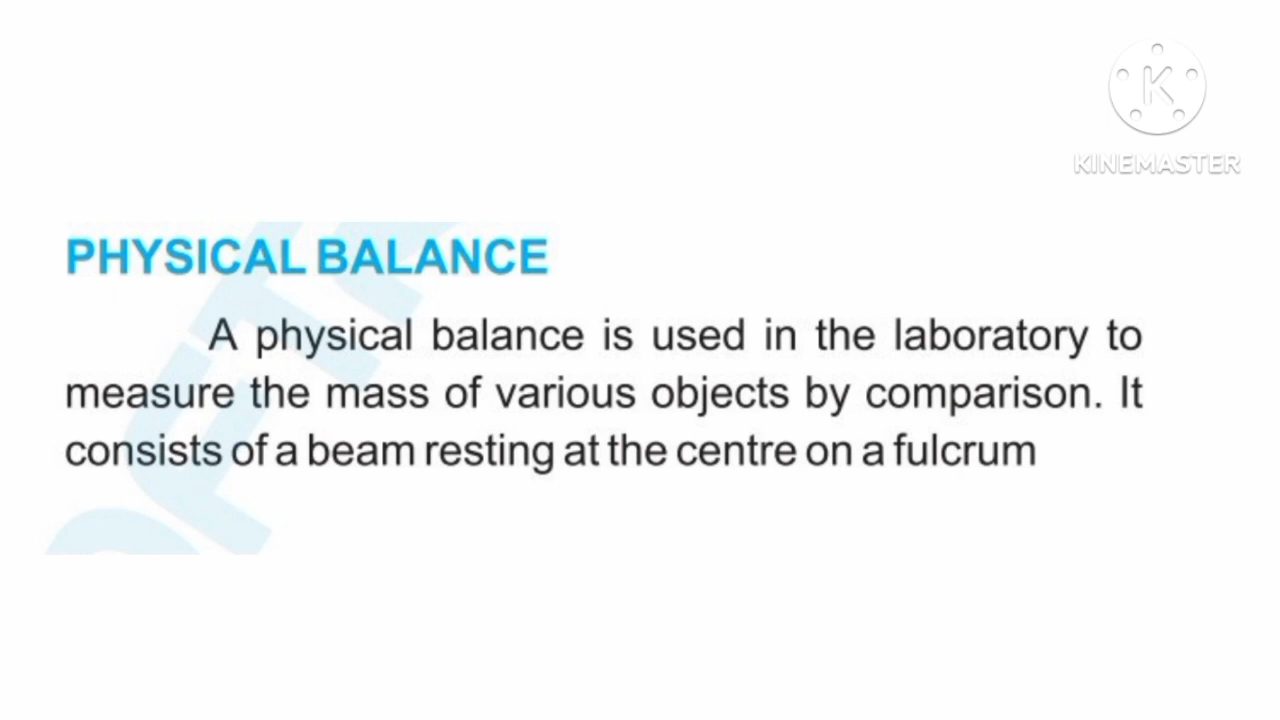 KINEMASTER
PHYSICAL BALANCE
A physical balance is used in the laboratory to
measure the mass of various objects by comparison. It
consists of a beam resting at the centre on a fulcrum